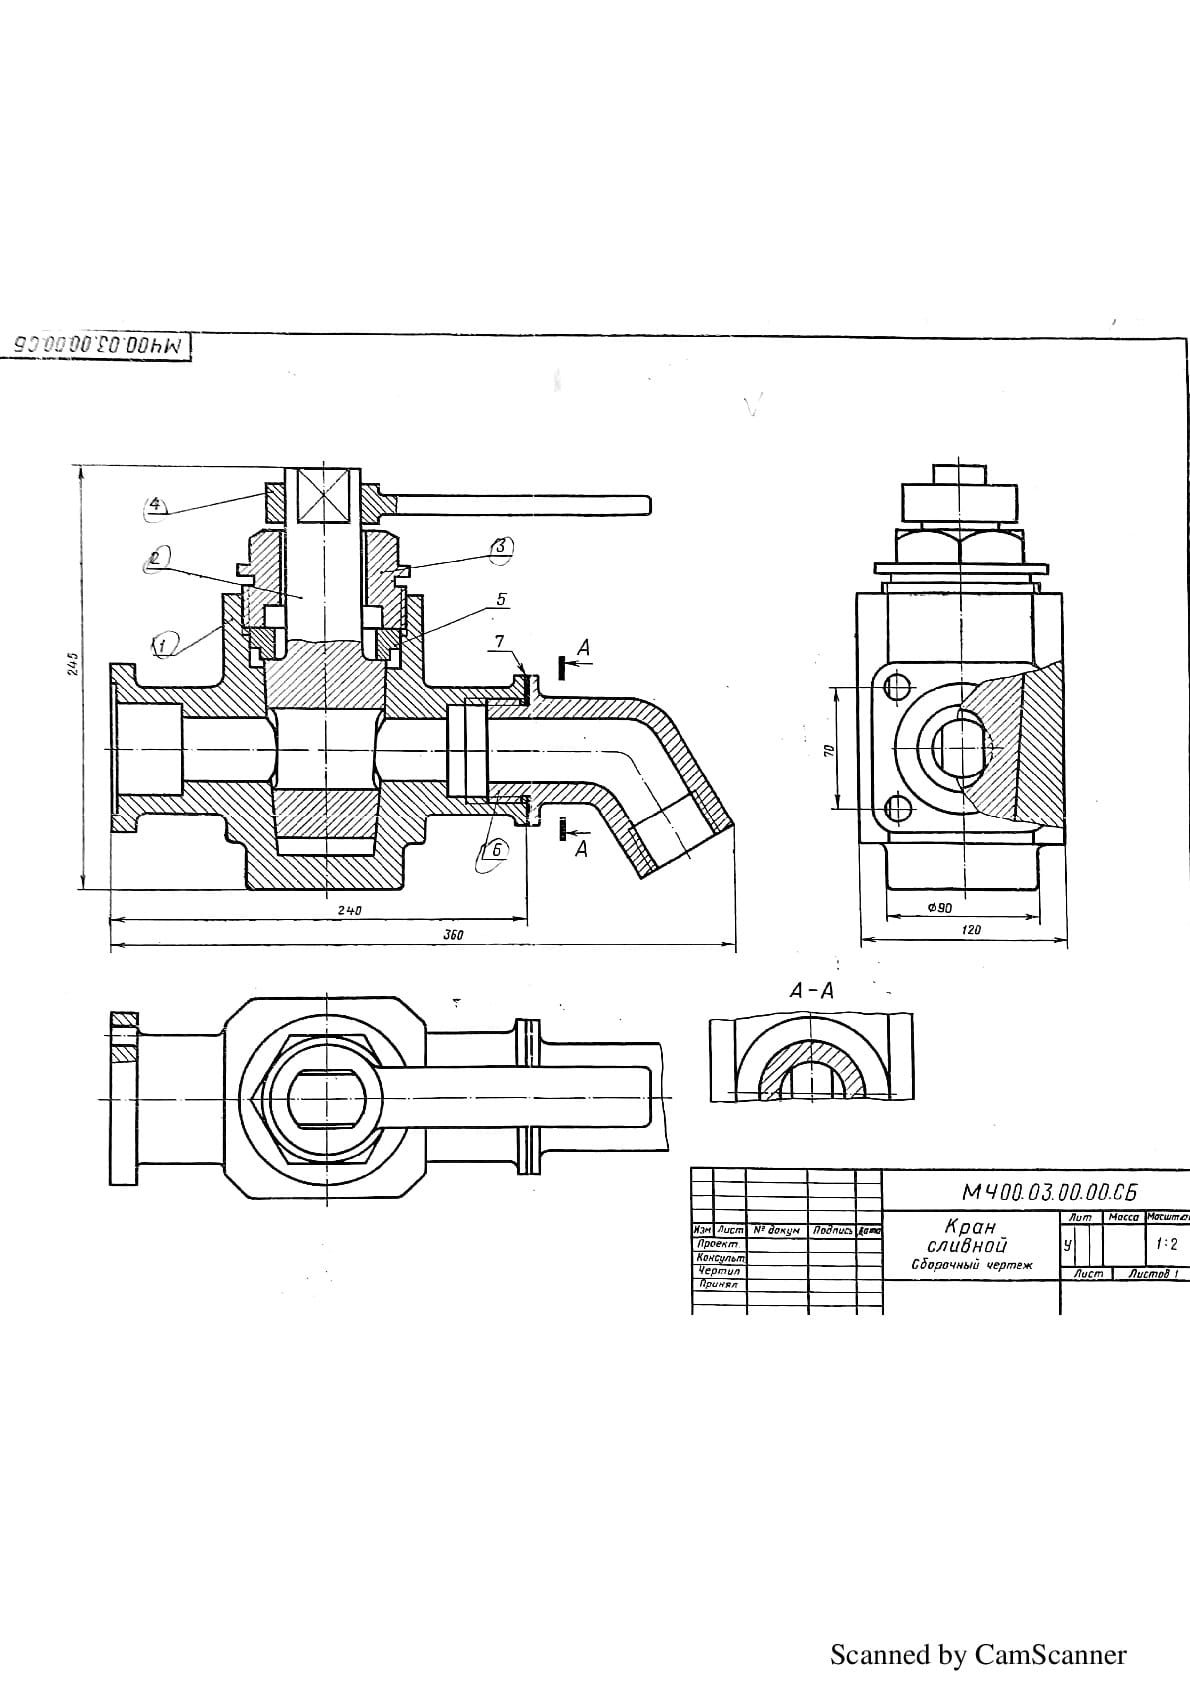 МЧ00.03.00.00.СБ
4
2
1
3
5
7
А
6
А
245
240
360
70
φ90
120
А-А
МЧ00.03.00.00.СБ
Изм Лист № докум Подпись Дата
Проект.
Консульт
Чертил
Принял
Кран
сливной
Сборочный чертеж
Лит Масса Масштаб
У 1:2
Лист Листов 1
Scanned by CamScanner